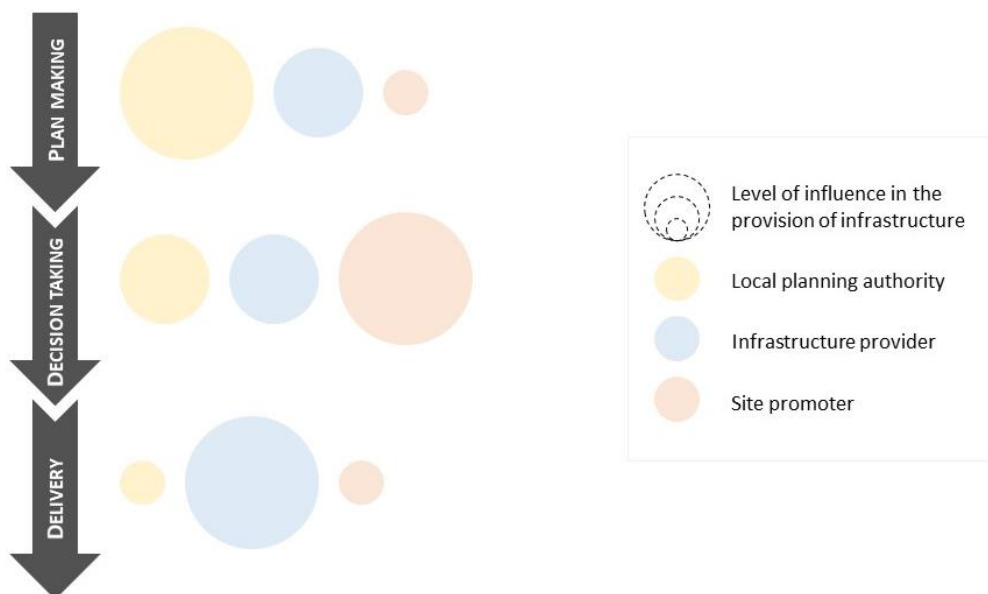 PLAN MAKING
DECISION TAKING
DELIVERY
Level of influence in the
provision of infrastructure
Local planning authority
Infrastructure provider
Site promoter